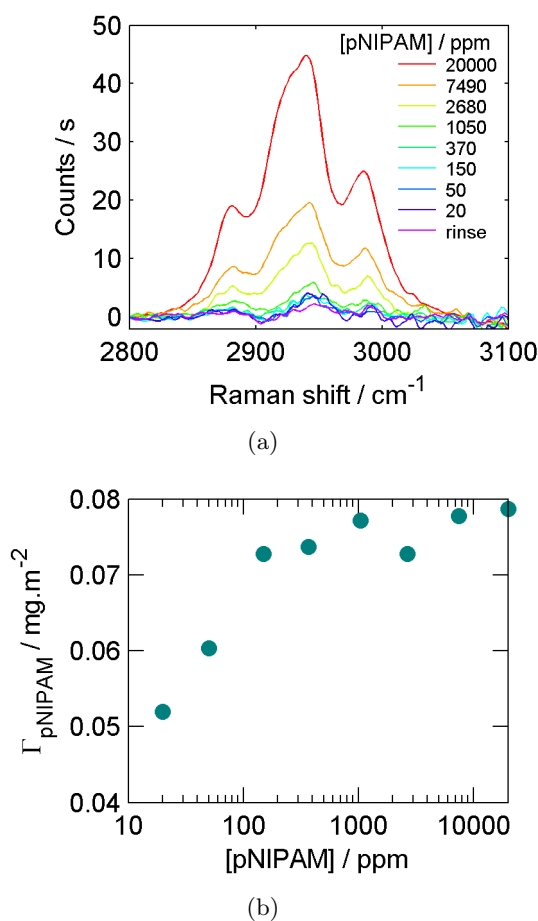 [pNIPAM] / ppm
50
40
30
20
10
0
Counts / s
20000
7490
2680
1050
370
150
50
20
rinse
2800 2900 3000 3100
Raman shift / cm⁻¹
(a)
0.08
0.07
0.06
0.05
0.04
ΓpNIPAM / mg.m⁻²
10 100 1000 10000
[pNIPAM] / ppm
(b)